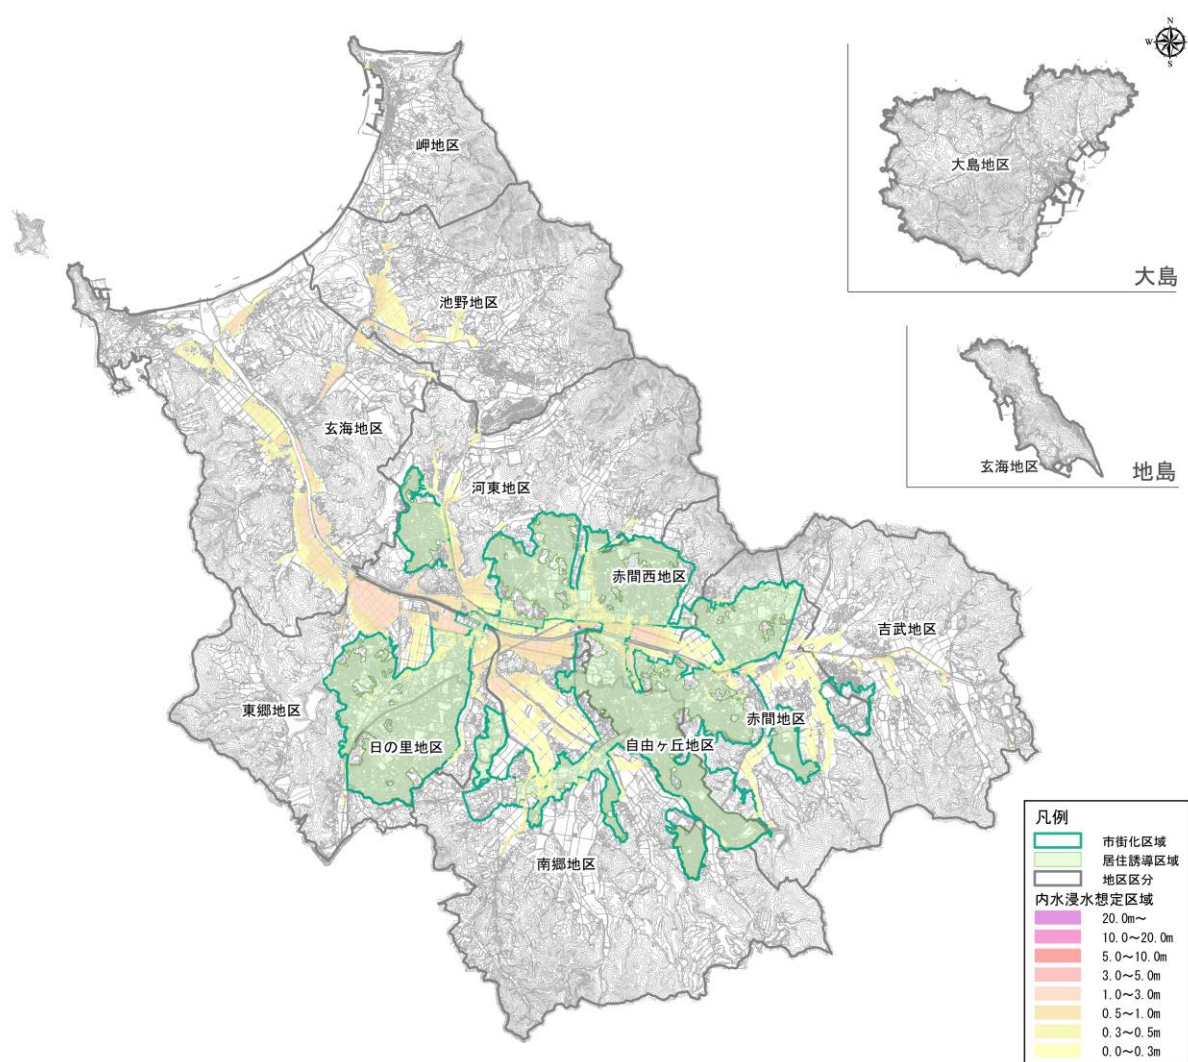 N
W
S
岬地区
大島地区
大島
池野地区
玄海地区
玄海地区
地島
河東地区
赤間西地区
吉武地区
東郷地区
日の里地区
赤間地区
自由ヶ丘地区
南郷地区
凡例
市街化区域
居住誘導区域
地区区分
内水浸水想定区域
20.0m～
10.0～20.0m
5.0～10.0m
3.0～5.0m
1.0～3.0m
0.5～1.0m
0.3～0.5m
0.0～0.3m